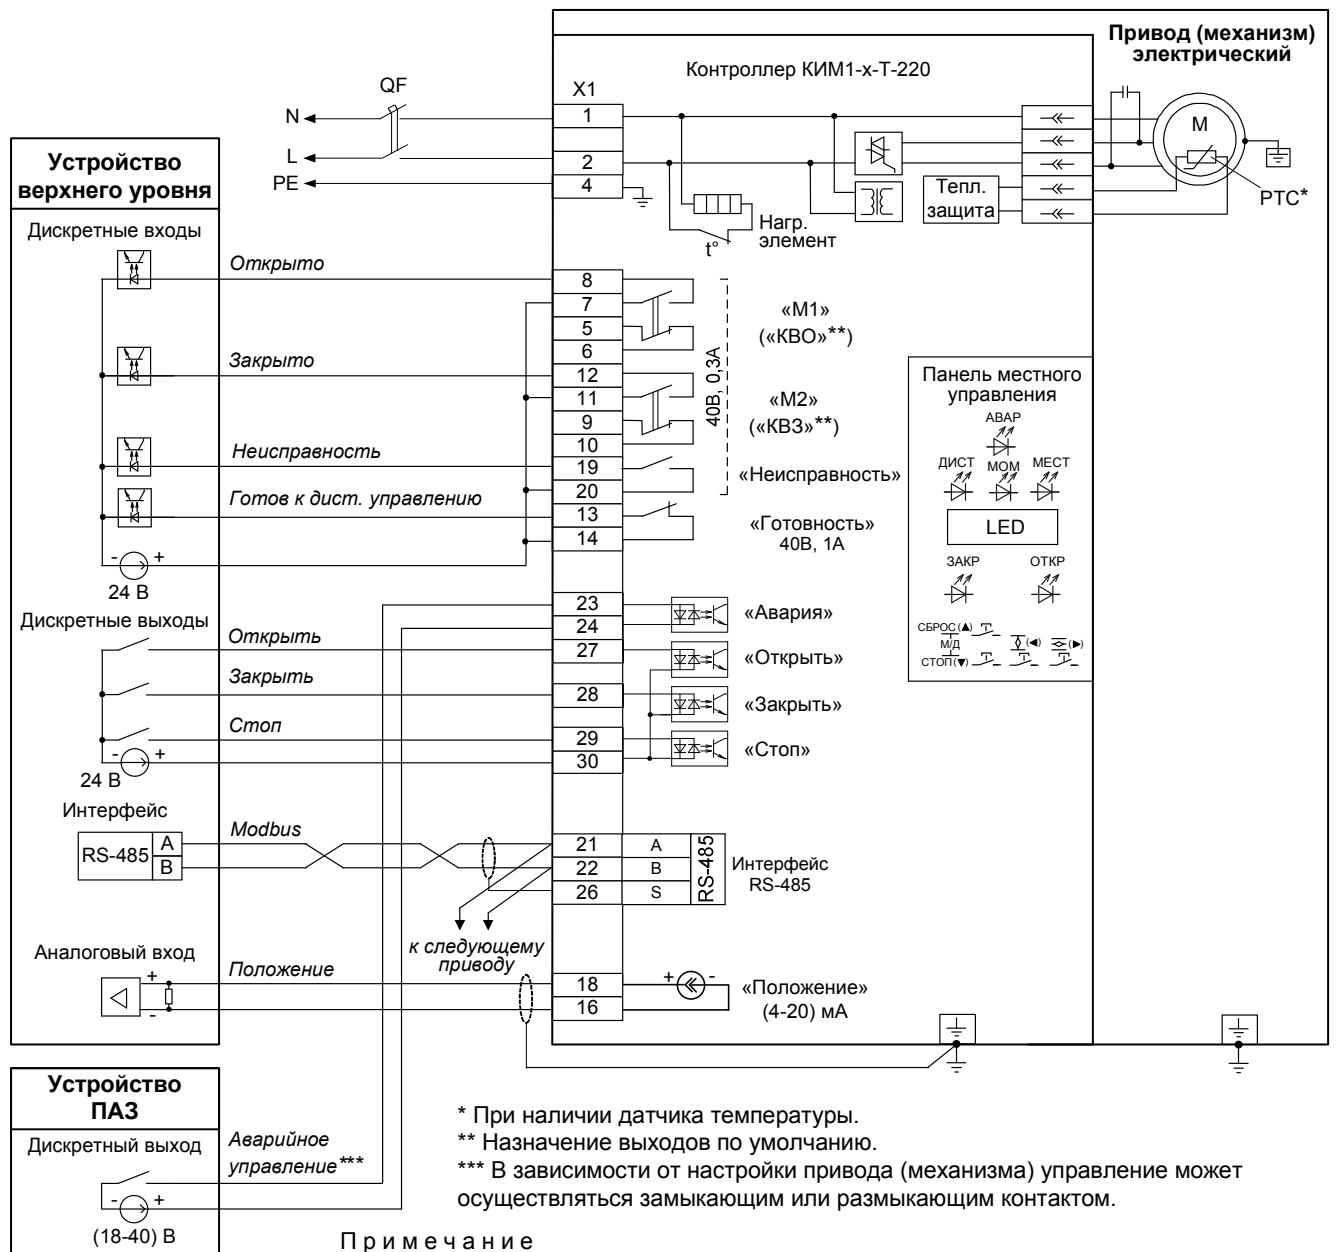 Привод (механизм)
электрический
Контроллер КИМ1-х-Т-220
QF
X1
N
1
L
2
PE
4
M
PTC*
Тепл.
защита
Нагр.
элемент
t°
Устройство
верхнего уровня
Дискретные входы
Открыто
8
7
5
6
«М1»
(«КВО»**)
Закрыто
12
11
9
10
«М2»
(«КВЗ»**)
40В, 0,3А
Неисправность
19
20
«Неисправность»
Готов к дист. управлению
13
14
«Готовность»
40В, 1А
- +
24 В
Панель местного
управления
АВАР
ДИСТ
МОМ
МЕСТ
LED
ЗАКР
ОТКР
СБРОС(▲)
М/Д
СТОП(▼)
(◄)
(►)
Дискретные выходы
23
24
«Авария»
Открыть
27
«Открыть»
Закрыть
28
«Закрыть»
Стоп
29
30
«Стоп»
- +
24 В
Интерфейс
RS-485
A
B
Modbus
21
22
26
A
B
S
RS-485
Интерфейс
RS-485
к следующему
приводу
Аналоговый вход
+
-
Положение
18
16
+ -
«Положение»
(4-20) мА
Устройство
ПАЗ
Дискретный выход
- +
(18-40) В
Аварийное
управление***
* При наличии датчика температуры.
** Назначение выходов по умолчанию.
*** В зависимости от настройки привода (механизма) управление может
осуществляться замыкающим или размыкающим контактом.
П р и м е ч а н и е